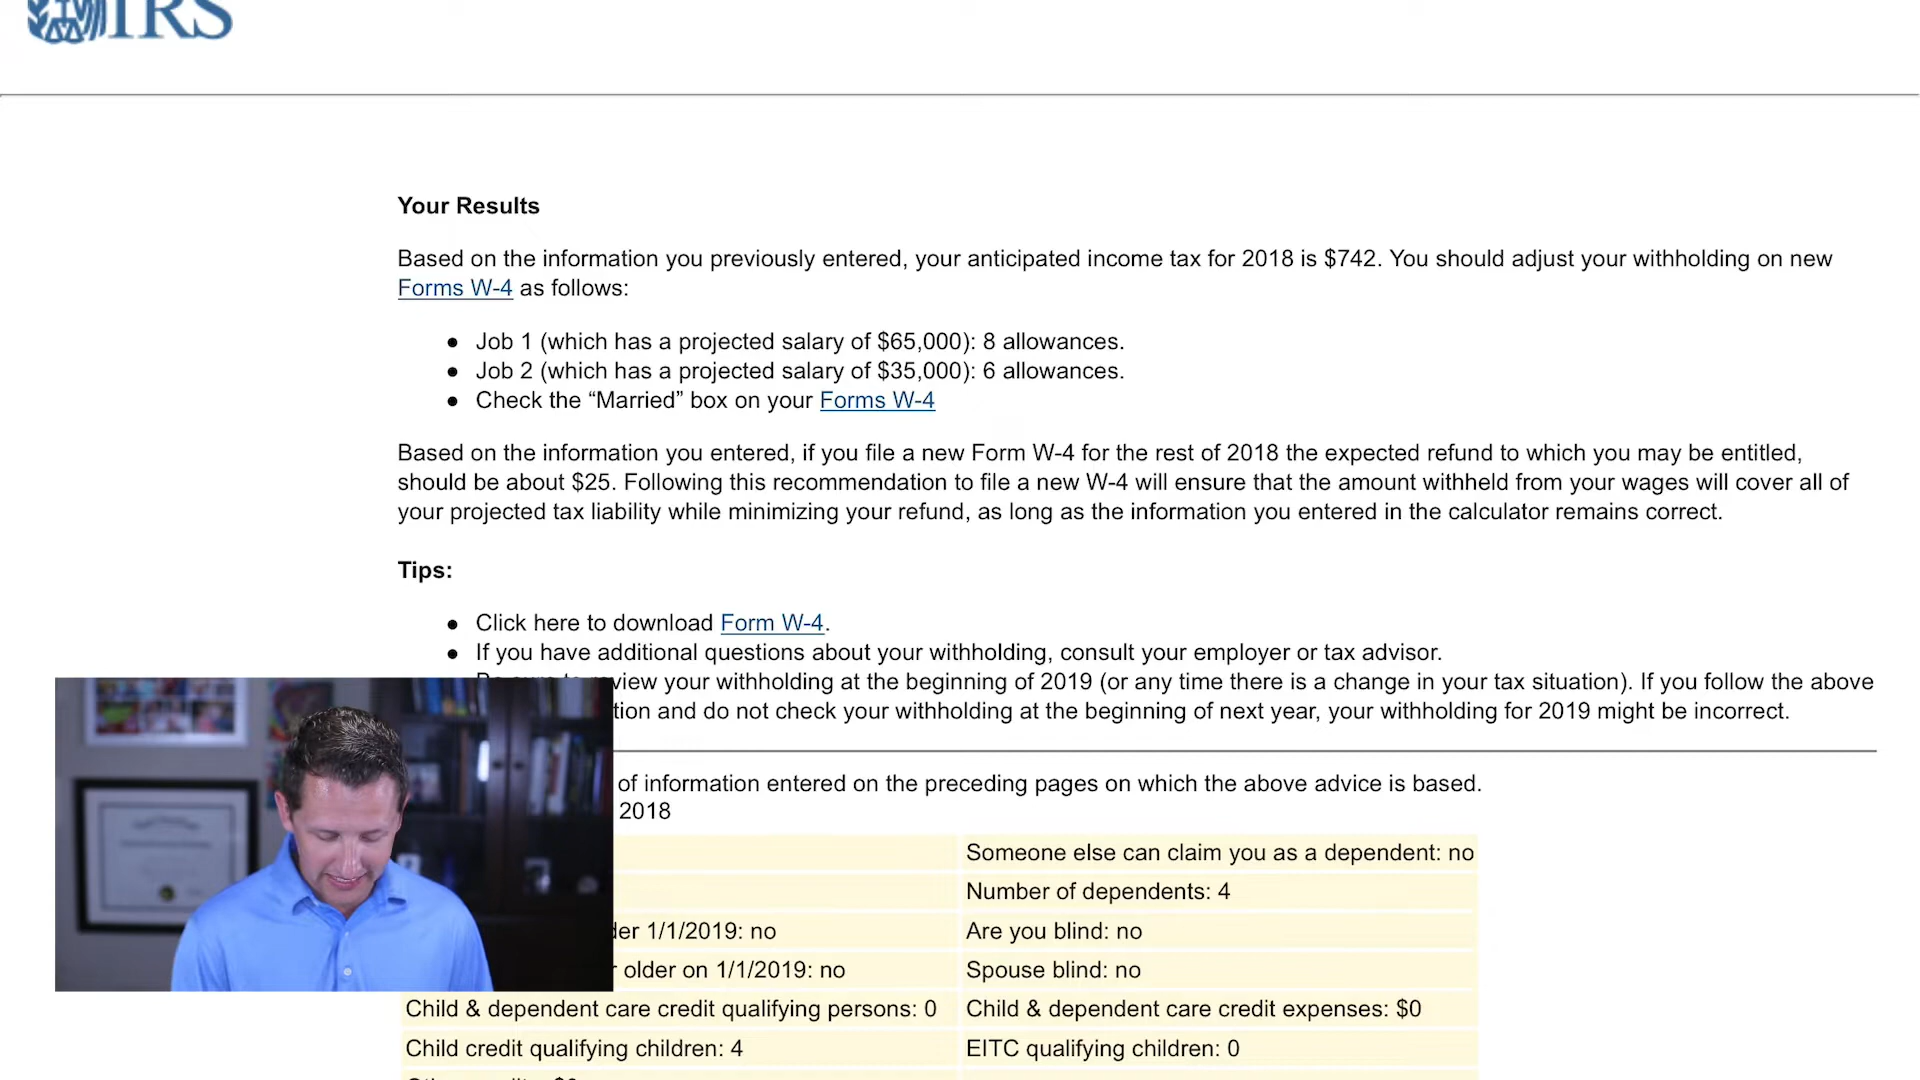 IRS
Your Results
Based on the information you previously entered, your anticipated income tax for 2018 is $742. You should adjust your withholding on new
Forms W-4 as follows:
● Job 1 (which has a projected salary of $65,000): 8 allowances.
● Job 2 (which has a projected salary of $35,000): 6 allowances.
● Check the “Married” box on your Forms W-4
Based on the information you entered, if you file a new Form W-4 for the rest of 2018 the expected refund to which you may be entitled,
should be about $25. Following this recommendation to file a new W-4 will ensure that the amount withheld from your wages will cover all of
your projected tax liability while minimizing your refund, as long as the information you entered in the calculator remains correct.
Tips:
● Click here to download Form W-4.
● If you have additional questions about your withholding, consult your employer or tax advisor.
your withholding at the beginning of 2019 (or any time there is a change in your tax situation). If you follow the above
and do not check your withholding at the beginning of next year, your withholding for 2019 might be incorrect.
of information entered on the preceding pages on which the above advice is based.
2018
Someone else can claim you as a dependent: no
Number of dependents: 4
1/1/2019: no
Are you blind: no
older on 1/1/2019: no
Spouse blind: no
Child & dependent care credit qualifying persons: 0
Child & dependent care credit expenses: $0
Child credit qualifying children: 4
EITC qualifying children: 0